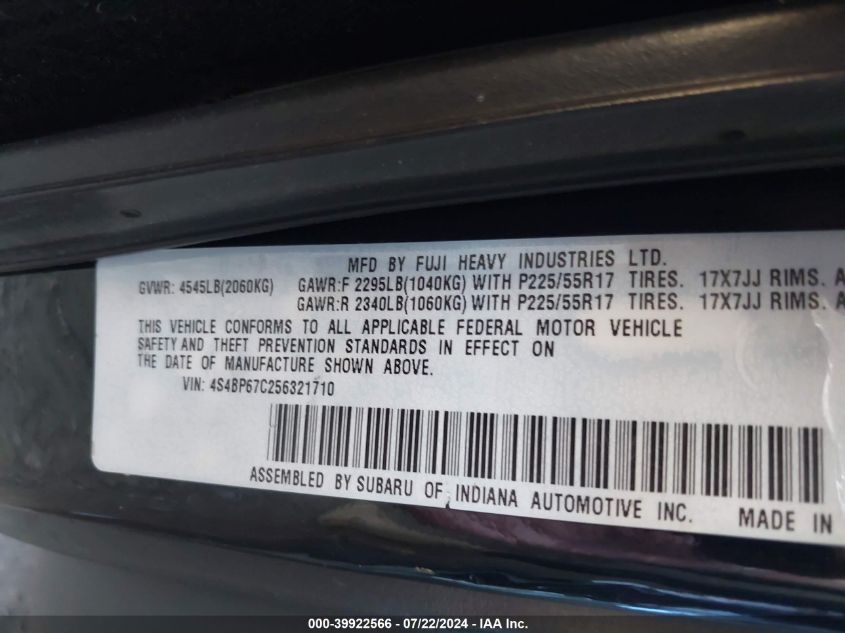 MFD BY FUJI HEAVY INDUSTRIES LTD.
GVWR: 4545LB(2060KG) GAWR:F 2295LB(1040KG) WITH P225/55R17 TIRES. 17X7JJ RIMS. A
GAWR:R 2340LB(1060KG) WITH P225/55R17 TIRES. 17X7JJ RIMS. A
THIS VEHICLE CONFORMS TO ALL APPLICABLE FEDERAL MOTOR VEHICLE
SAFETY AND THEFT PREVENTION STANDARDS IN EFFECT ON
THE DATE OF MANUFACTURE SHOWN ABOVE.
VIN: 4S4BP67C256321710
ASSEMBLED BY SUBARU OF INDIANA AUTOMOTIVE INC. MADE IN
000-39922566 - 07/22/2024 - IAA Inc.